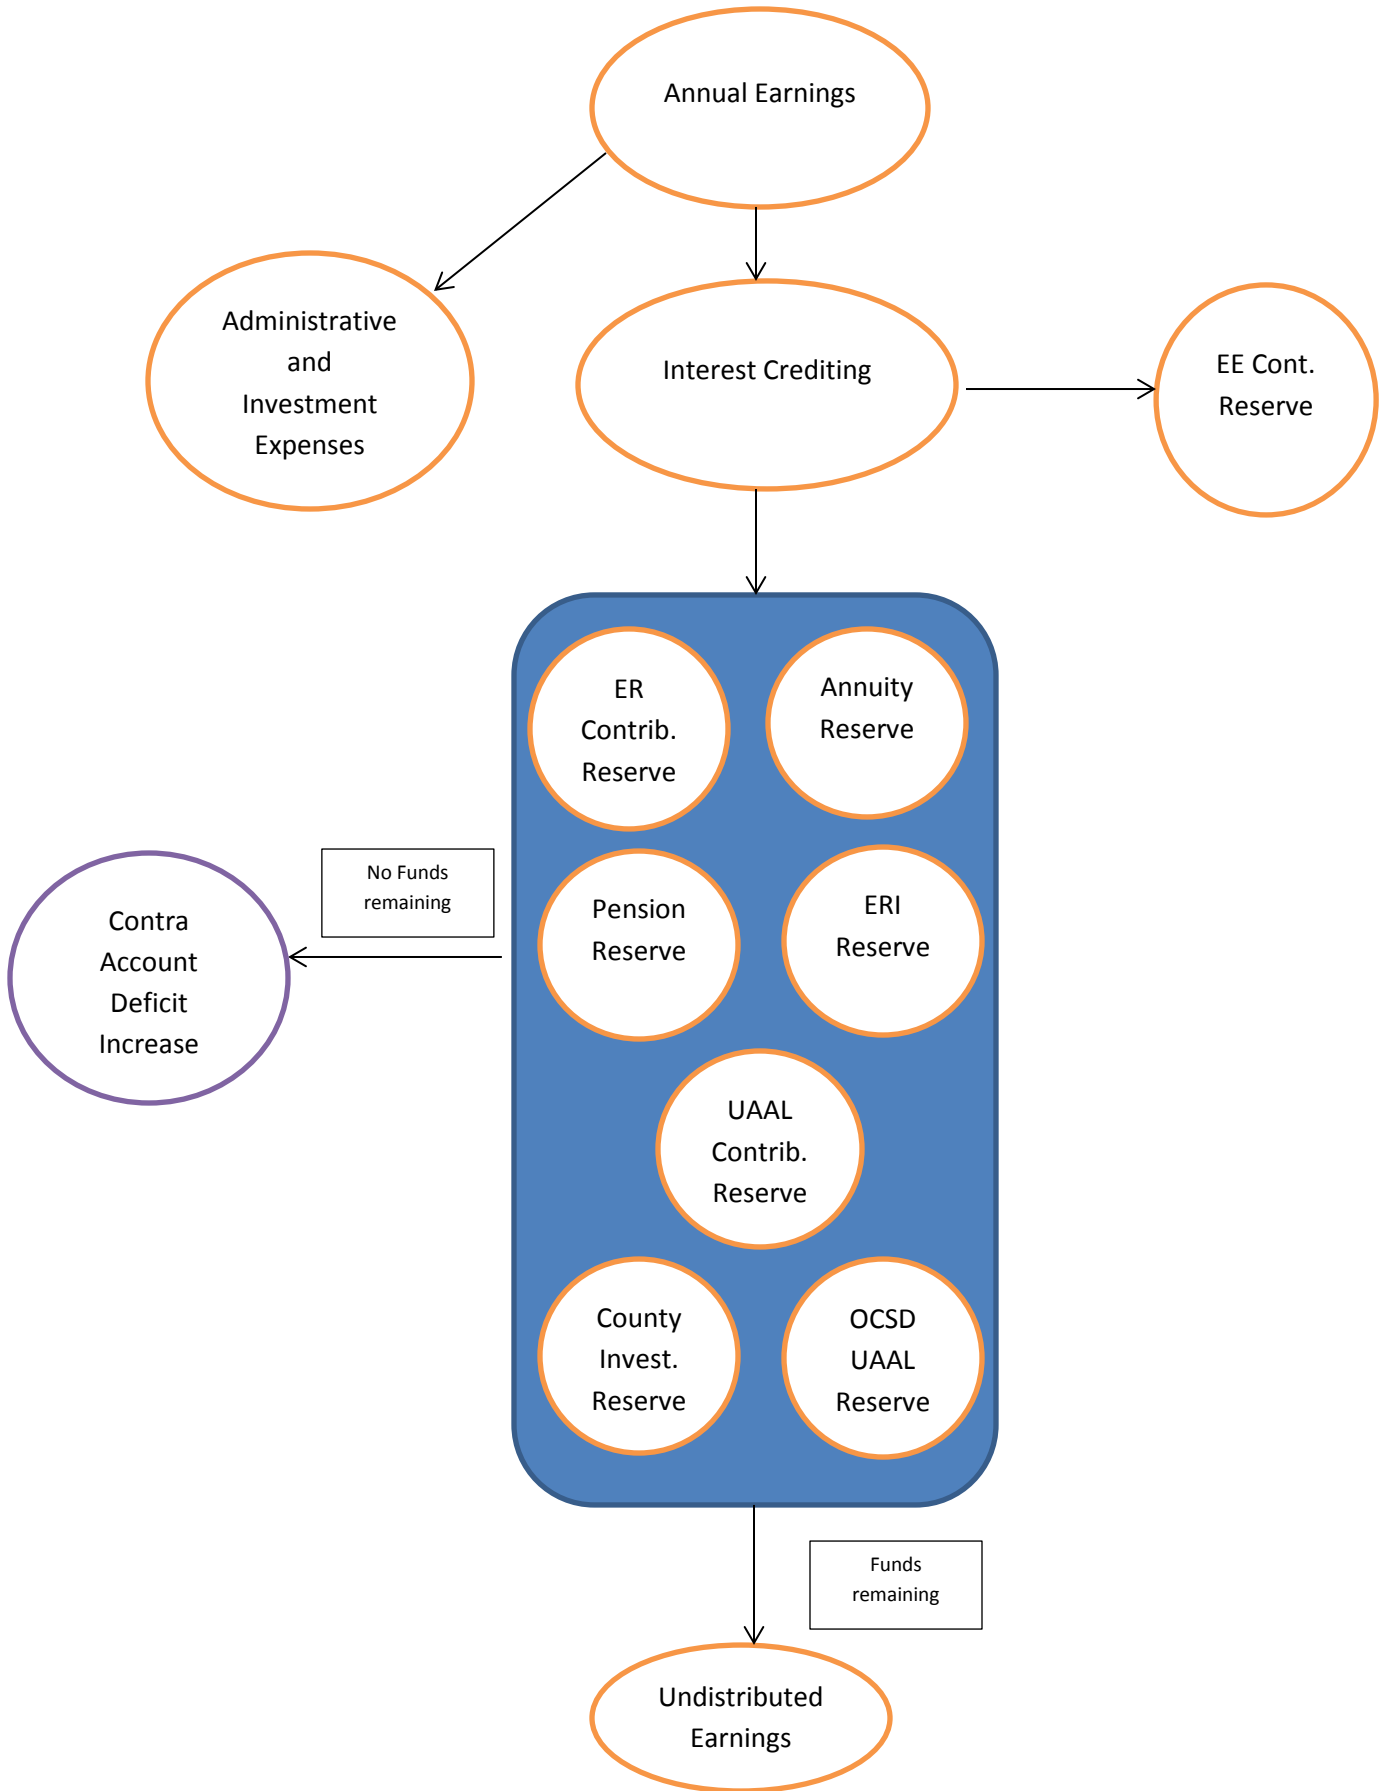 Annual Earnings
Administrative
and
Investment
Expenses
Interest Crediting
EE Cont.
Reserve
ER
Contrib.
Reserve
Annuity
Reserve
No Funds
remaining
Contra
Account
Deficit
Increase
Pension
Reserve
ERI
Reserve
UAAL
Contrib.
Reserve
County
Invest.
Reserve
OCSD
UAAL
Reserve
Funds
remaining
Undistributed
Earnings